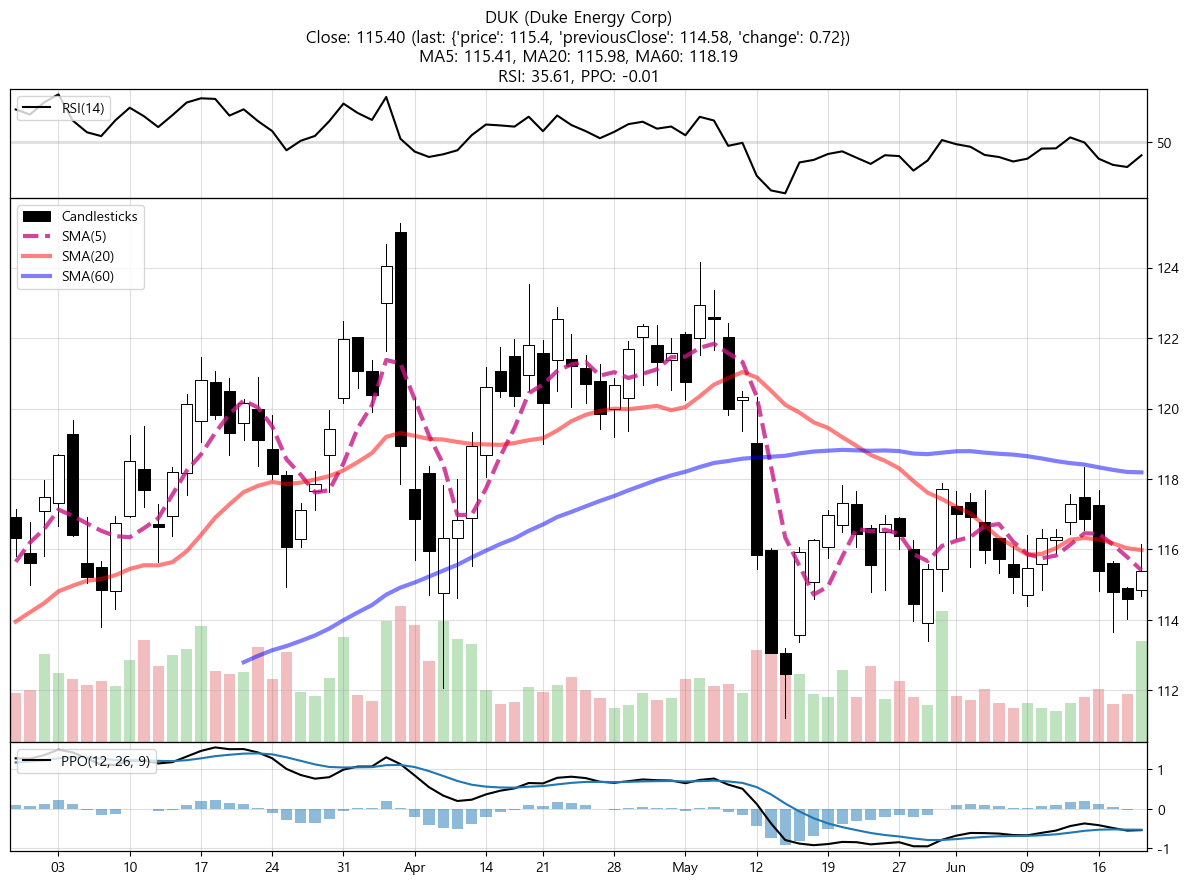 DUK (Duke Energy Corp)
Close: 115.40 (last: {'price': 115.4, 'previousClose': 114.58, 'change': 0.72})
MA5: 115.41, MA20: 115.98, MA60: 118.19
RSI: 35.61, PPO: -0.01
RSI(14)
50
Candlesticks
SMA(5)
SMA(20)
SMA(60)
124
122
120
118
116
114
112
PPO(12, 26, 9)
1
0
-1
03 10 17 24 31 Apr 14 21 28 May 12 19 27 Jun 09 16